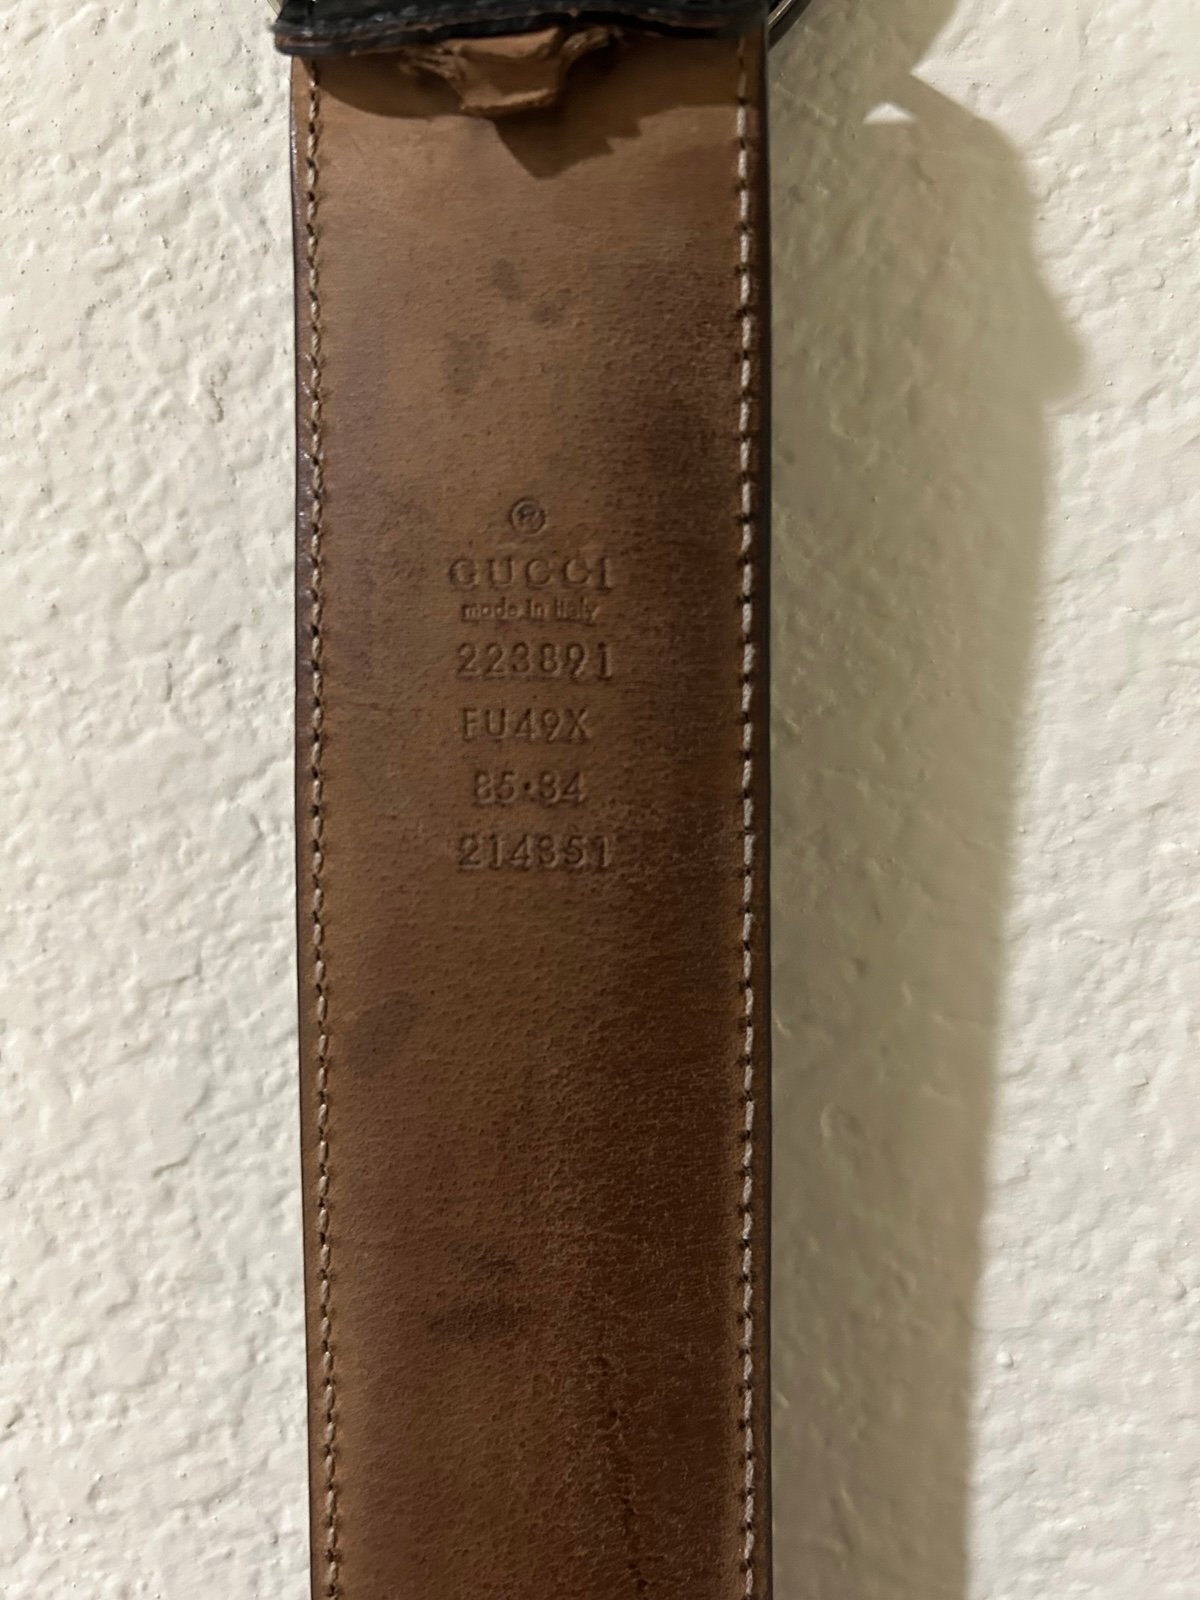 ®
GUCCI
made in italy
223891
FU49X
85·34
214351